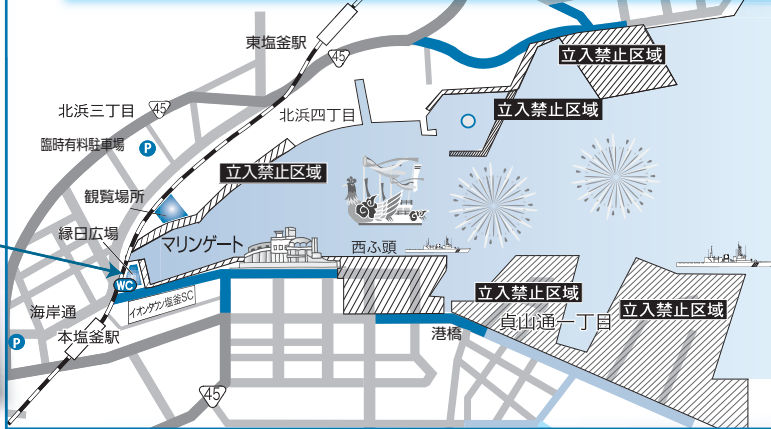 東塩釜駅
45
立入禁止区域
北浜三丁目
45
北浜四丁目
立入禁止区域
臨時有料駐車場
P
立入禁止区域
観覧場所
縁日広場
マリンゲート
西ふ頭
WC
イオンタウン塩釜SC
立入禁止区域
海岸通
貞山通一丁目
立入禁止区域
本塩釜駅
港橋
P
45